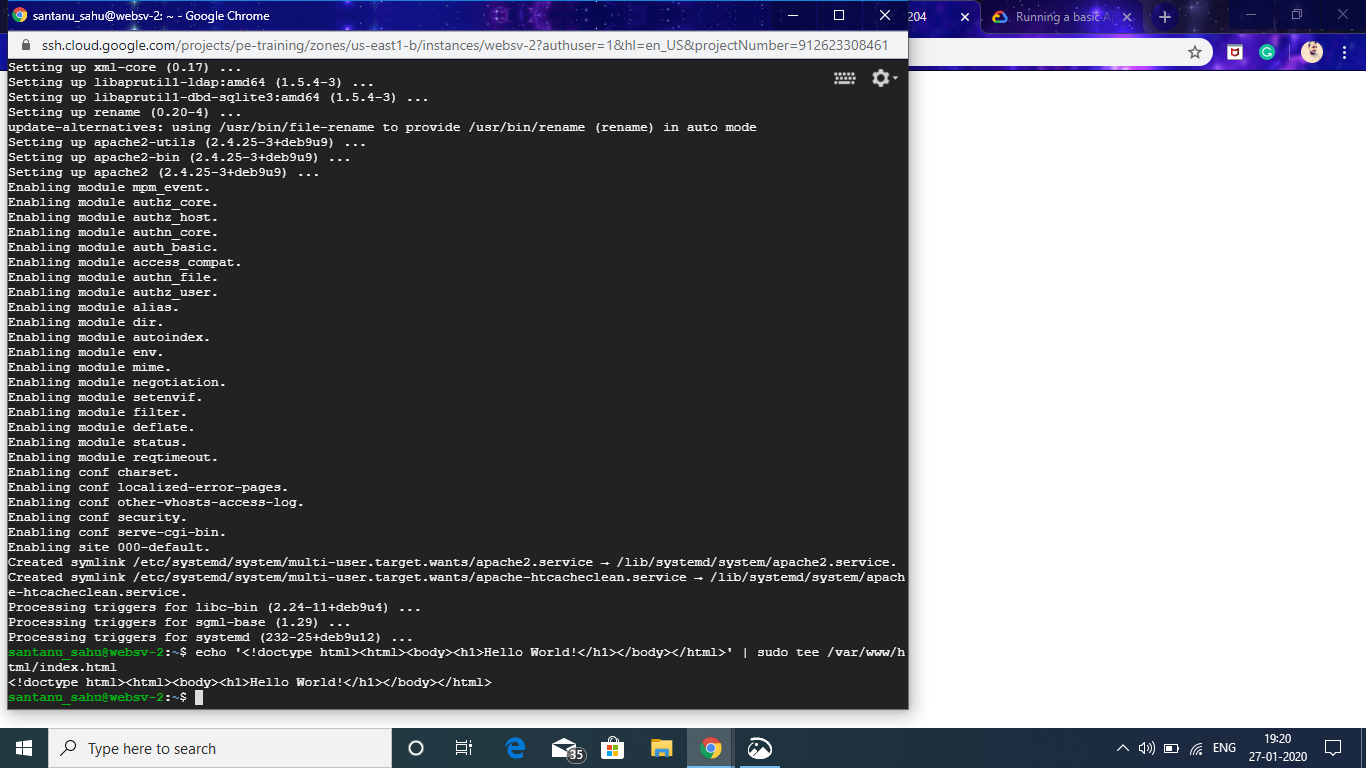 santanu_sahu@websv-2: ~ - Google Chrome
204
Running a basic
ssh.cloud.google.com/projects/pe-training/zones/us-east1-b/instances/websv-2?authuser=1&hl=en_US&projectNumber=912623308461
Setting up xml-core (0.17) ...
Setting up libaprutil1-ldap:amd64 (1.5.4-3) ...
Setting up libaprutil1-dbd-sqlite3:amd64 (1.5.4-3) ...
Setting up rename (0.20-4) ...
update-alternatives: using /usr/bin/file-rename to provide /usr/bin/rename (rename) in auto mode
Setting up apache2-utils (2.4.25-3+deb9u9) ...
Setting up apache2-bin (2.4.25-3+deb9u9) ...
Setting up apache2 (2.4.25-3+deb9u9) ...
Enabling module mpm_event.
Enabling module authz_core.
Enabling module authz_host.
Enabling module authn_core.
Enabling module auth_basic.
Enabling module access_compat.
Enabling module authn_file.
Enabling module authz_user.
Enabling module alias.
Enabling module dir.
Enabling module autoindex.
Enabling module env.
Enabling module mime.
Enabling module negotiation.
Enabling module setenvif.
Enabling module filter.
Enabling module deflate.
Enabling module status.
Enabling module reqtimeout.
Enabling conf charset.
Enabling conf localized-error-pages.
Enabling conf other-vhosts-access-log.
Enabling conf security.
Enabling conf serve-cgi-bin.
Enabling site 000-default.
Created symlink /etc/systemd/system/multi-user.target.wants/apache2.service → /lib/systemd/system/apache2.service.
Created symlink /etc/systemd/system/multi-user.target.wants/apache-htcacheclean.service → /lib/systemd/system/apach
e-htcacheclean.service.
Processing triggers for libc-bin (2.24-11+deb9u4) ...
Processing triggers for sgml-base (1.29) ...
Processing triggers for systemd (232-25+deb9u12) ...
santanu_sahu@websv-2:~$ echo '<!doctype html><html><body><h1>Hello World!</h1></body></html>' | sudo tee /var/www/h
tml/index.html
<!doctype html><html><body><h1>Hello World!</h1></body></html>
santanu_sahu@websv-2:~$
Type here to search
35
ENG
19:20
27-01-2020